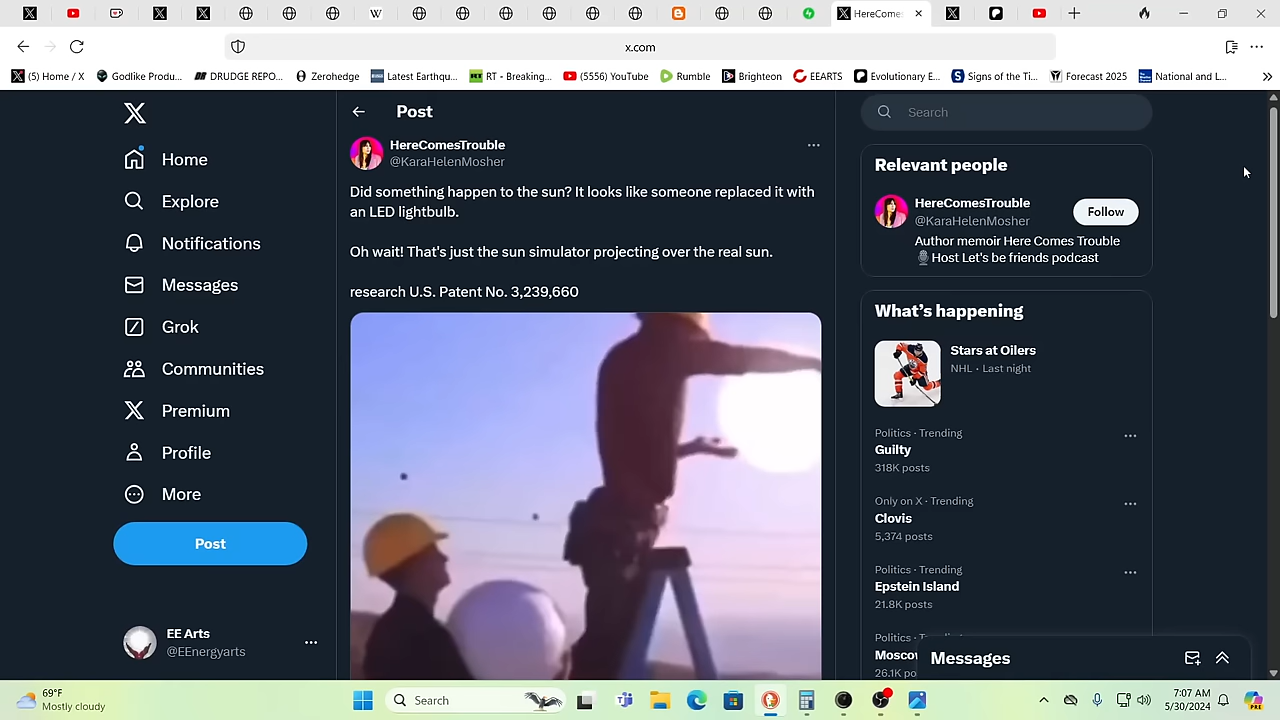 HereComes
x.com
(5) Home / X
Godlike Produ...
DRUDGE REPO...
Zerohedge
Latest Earthqu...
RT - Breaking...
(5556) YouTube
Rumble
Brighteon
EEARTS
Evolutionary E...
Signs of the Ti...
Forecast 2025
National and L...
Home
Explore
Notifications
Messages
Grok
Communities
Premium
Profile
More
Post
EE Arts
@EEnergyarts
Post
HereComesTrouble
@KaraHelenMosher
Did something happen to the sun? It looks like someone replaced it with
an LED lightbulb.
Oh wait! That's just the sun simulator projecting over the real sun.
research U.S. Patent No. 3,239,660
Search
Relevant people
HereComesTrouble
@KaraHelenMosher
Follow
Author memoir Here Comes Trouble
🎙Host Let's be friends podcast
What's happening
Stars at Oilers
NHL · Last night
Politics · Trending
Guilty
318K posts
Only on X · Trending
Clovis
5,374 posts
Politics · Trending
Epstein Island
21.8K posts
Politics · 
Mosco
26.1K po
Messages
69°F
Mostly cloudy
Search
7:07 AM
5/30/2024